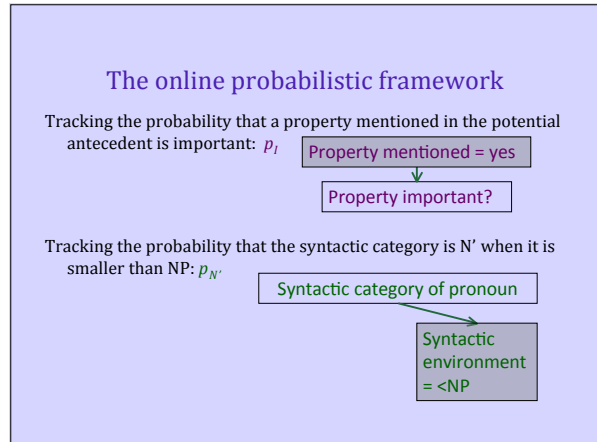 The online probabilistic framework
Tracking the probability that a property mentioned in the potential
antecedent is important: pI
Property mentioned = yes
Property important?
Tracking the probability that the syntactic category is N' when it is
smaller than NP: pN'
Syntactic category of pronoun
Syntactic
environment
= <NP